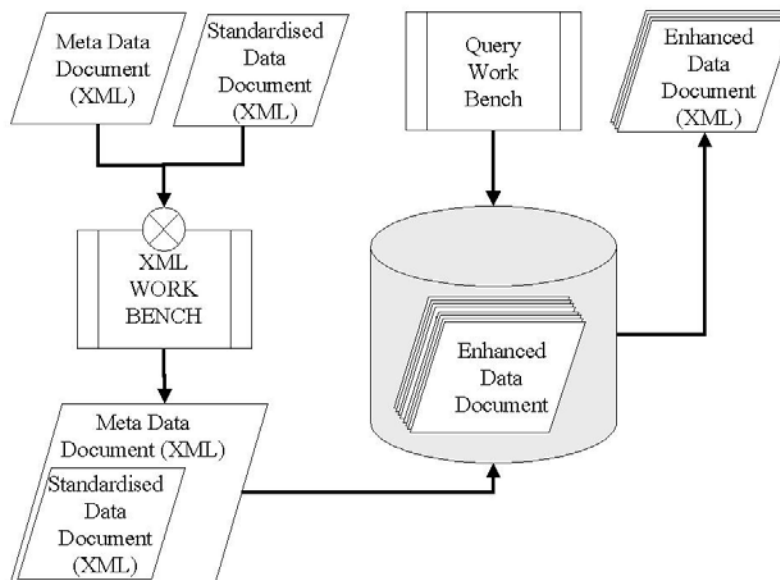 Meta Data
Document
(XML)
Standardised
Data
Document
(XML)
Query
Work
Bench
Enhanced
Data
Document
(XML)
XML
WORK
BENCH
Enhanced
Data
Document
Meta Data
Document (XML)
Standardised
Data
Document
(XML)